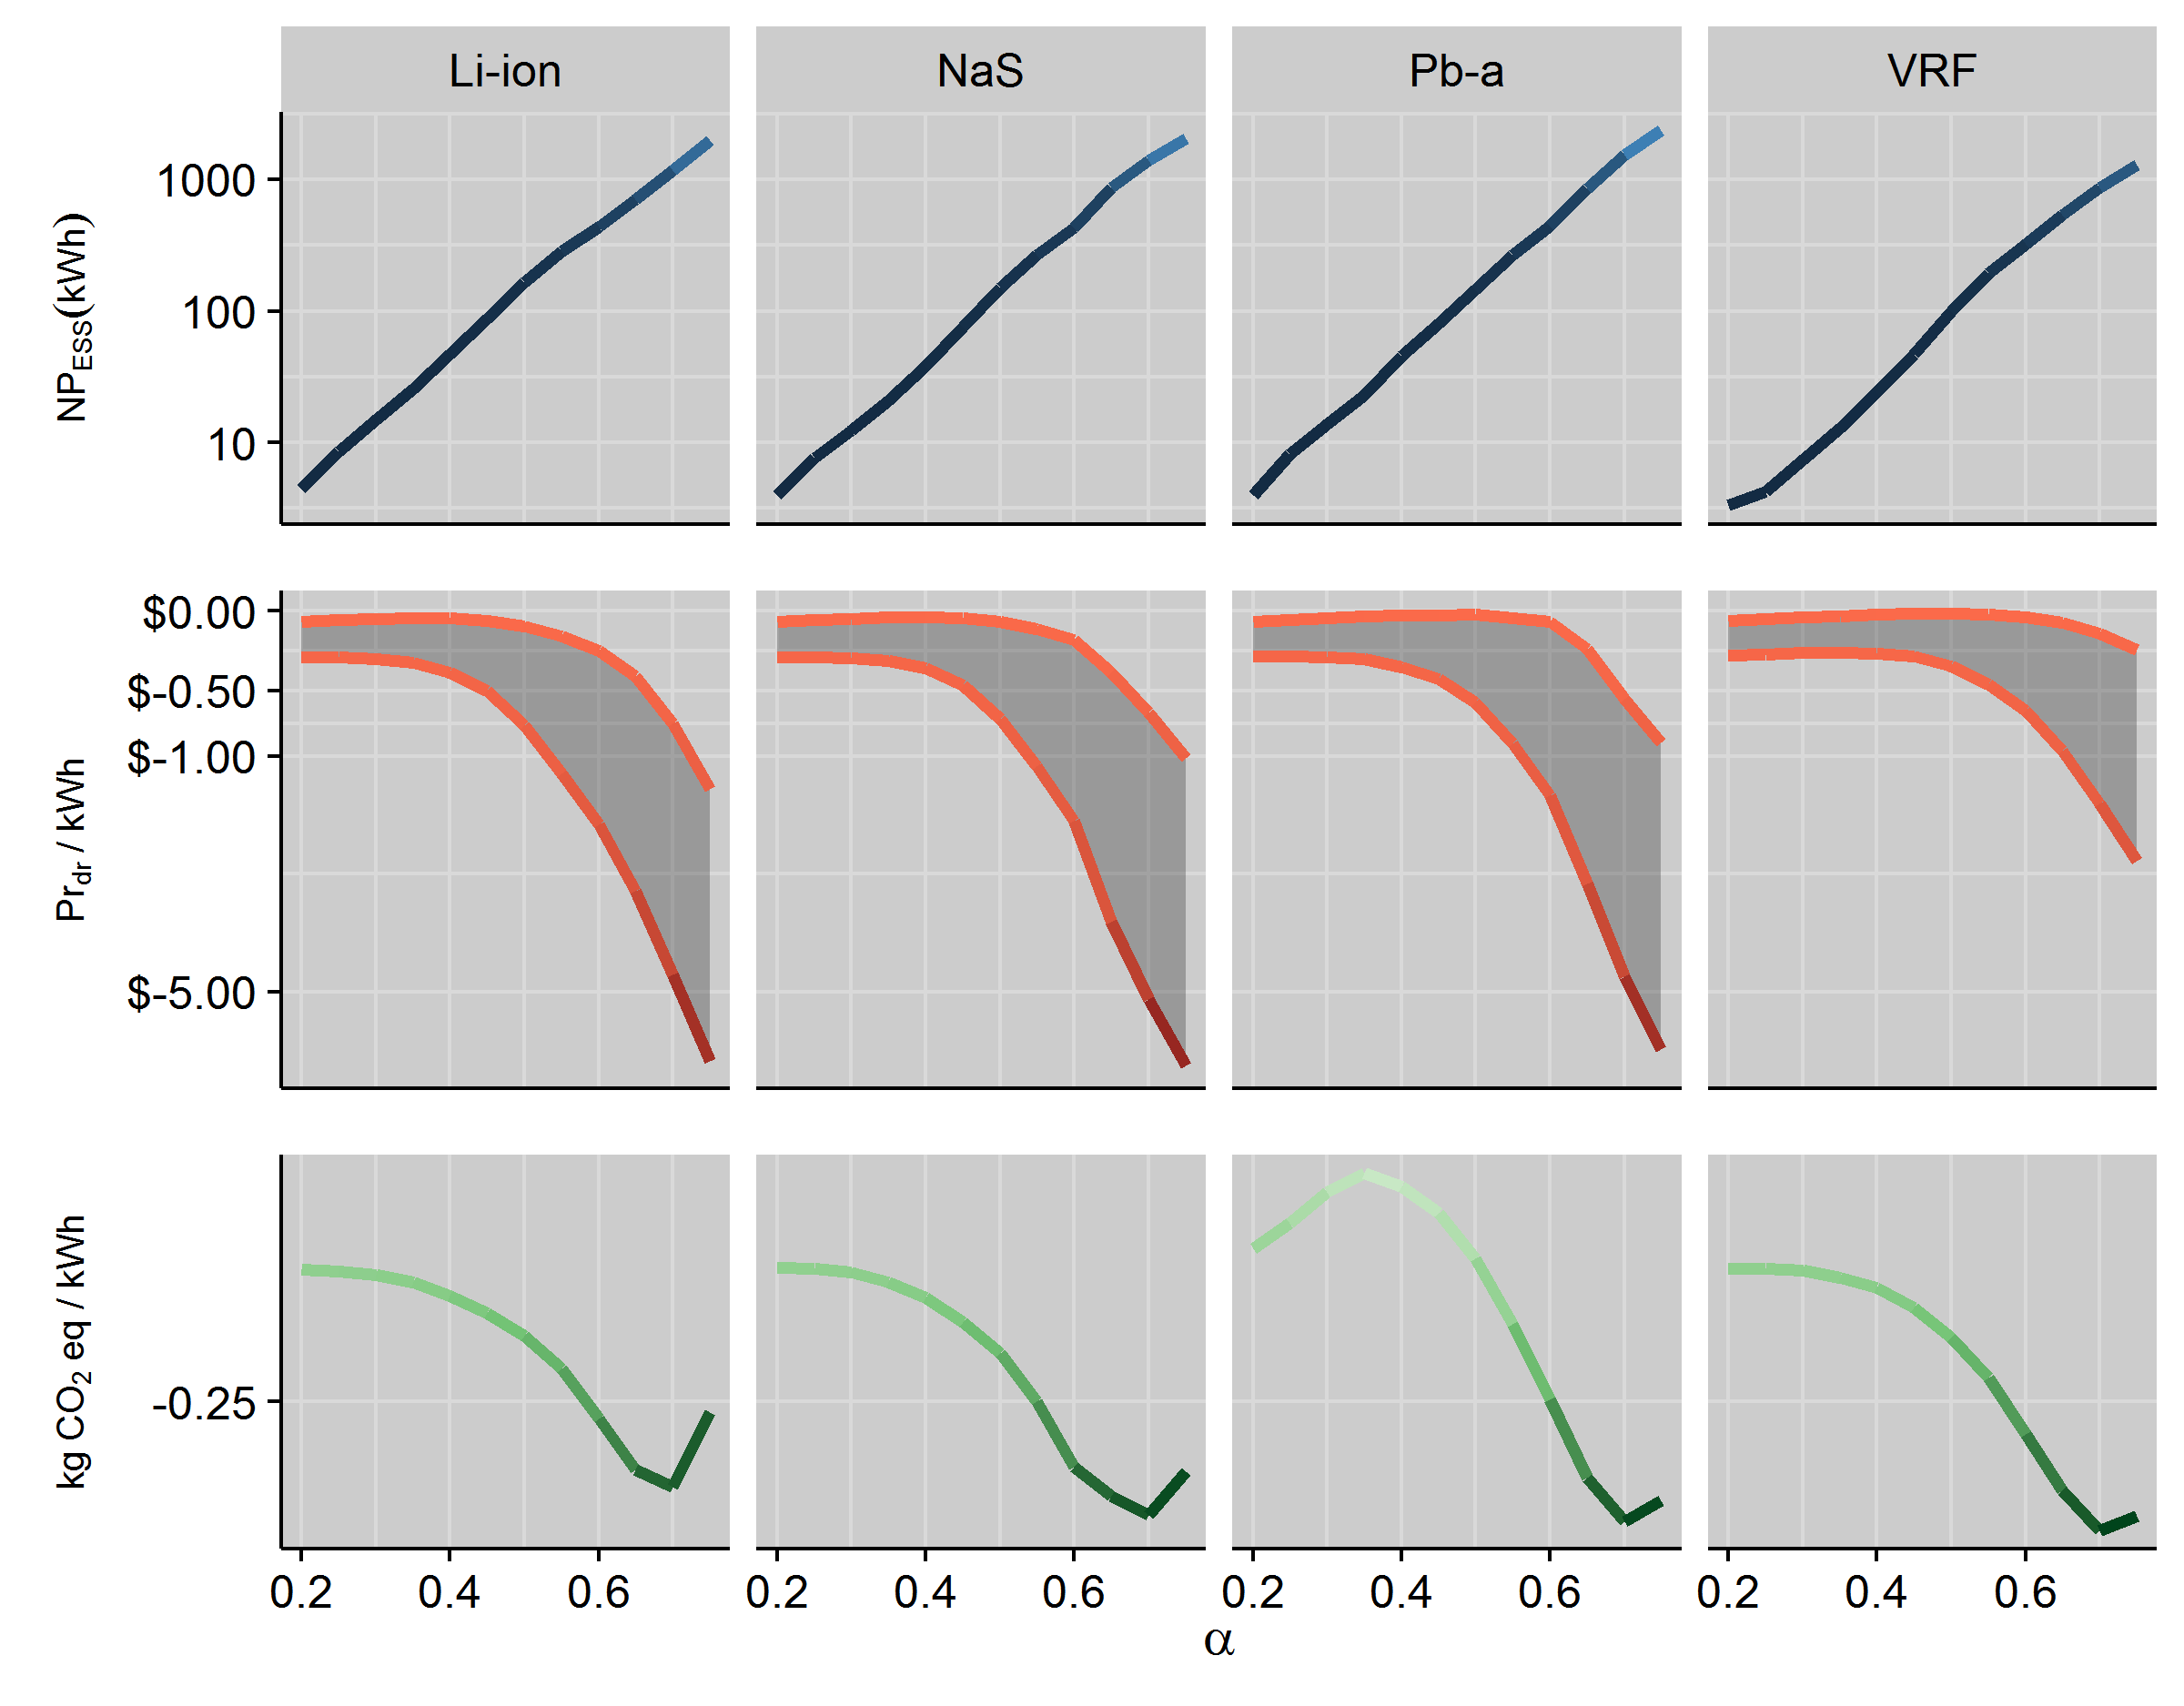 Li-ion NaS Pb-a VRF
NP_ESS(kWh)
1000
100
10
Pr_dr / kWh
$0.00
$-0.50
$-1.00
$-5.00
kg CO₂ eq / kWh
-0.25
0.2 0.4 0.6 0.2 0.4 0.6 0.2 0.4 0.6 0.2 0.4 0.6
α